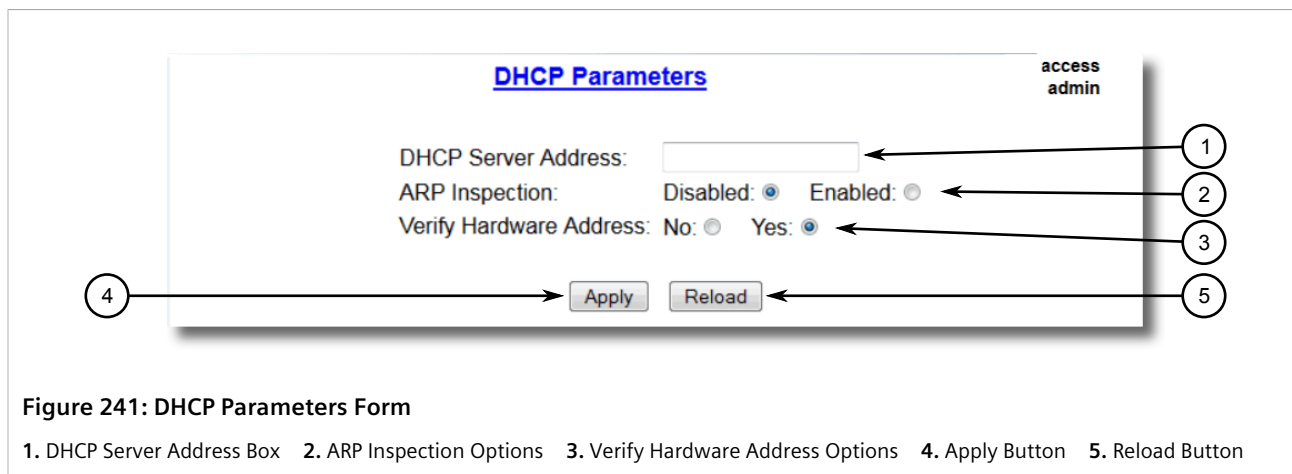 DHCP Parameters
access
admin
DHCP Server Address:
1
ARP Inspection: Disabled: Enabled:
2
Verify Hardware Address: No: Yes:
3
4
Apply Reload
5
Figure 241: DHCP Parameters Form
1. DHCP Server Address Box 2. ARP Inspection Options 3. Verify Hardware Address Options 4. Apply Button 5. Reload Button